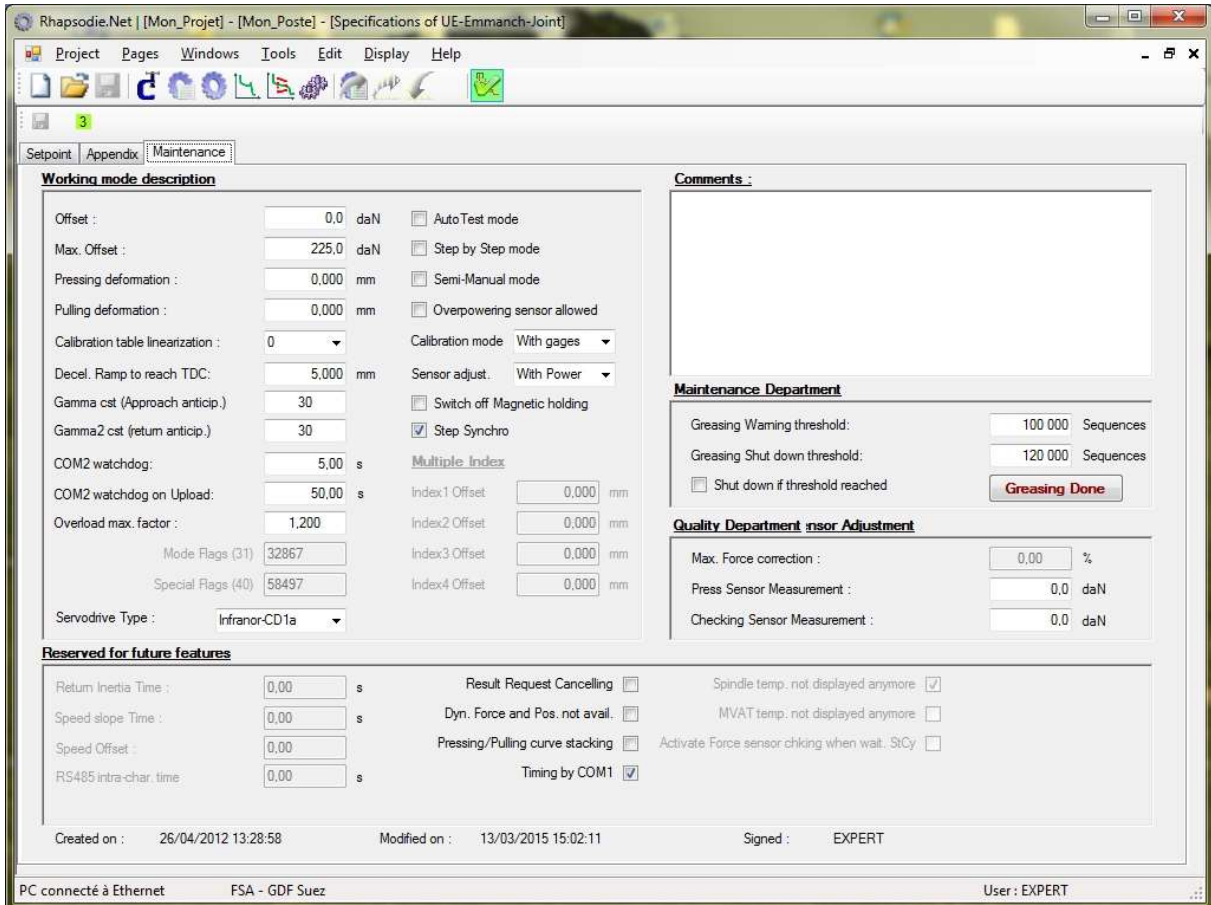 Rhapsodie.Net | [Mon_Projet] - [Mon_Poste] - [Specifications of UE-Emmanch-Joint]
Project Pages Windows Tools Edit Display Help
3
Setpoint Appendix Maintenance
Working mode description
Offset : 0,0 daN
Max. Offset : 225,0 daN
Pressing deformation : 0,000 mm
Pulling deformation : 0,000 mm
Calibration table linearization : 0
Decel. Ramp to reach TDC: 5,000 mm
Gamma cst (Approach anticip.) 30
Gamma2 cst (return anticip.) 30
COM2 watchdog: 5,00 s
COM2 watchdog on Upload: 50,00 s
Overload max. factor : 1,200
Mode Flags (31) 32867
Special Flags (40) 58497
Servodrive Type : Infranor-CD1a
AutoTest mode
Step by Step mode
Semi-Manual mode
Overpowering sensor allowed
Calibration mode With gages
Sensor adjust. With Power
Switch off Magnetic holding
Step Synchro
Multiple Index
Index1 Offset 0,000 mm
Index2 Offset 0,000 mm
Index3 Offset 0,000 mm
Index4 Offset 0,000 mm
Comments :
Maintenance Department
Greasing Warning threshold: 100 000 Sequences
Greasing Shut down threshold: 120 000 Sequences
Shut down if threshold reached Greasing Done
Quality Department :nsor Adjustment
Max. Force correction : 0,00 %
Press Sensor Measurement : 0,0 daN
Checking Sensor Measurement : 0,0 daN
Reserved for future features
Return Inertia Time : 0,00 s
Speed slope Time : 0,00 s
Speed Offset : 0,00
RS485 intra-char. time 0,00 s
Result Request Cancelling
Dyn. Force and Pos. not avail.
Pressing/Pulling curve stacking
Timing by COM1
Spindle temp. not displayed anymore
MVAT temp. not displayed anymore
Activate Force sensor chking when wait. StCy
Created on : 26/04/2012 13:28:58 Modified on : 13/03/2015 15:02:11 Signed : EXPERT
PC connecté à Ethernet FSA - GDF Suez User : EXPERT